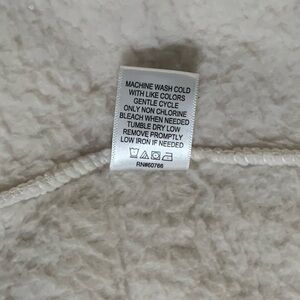 MACHINE WASH COLD
WITH LIKE COLORS
GENTLE CYCLE
ONLY NON CHLORINE
BLEACH WHEN NEEDED
TUMBLE DRY LOW
REMOVE PROMPTLY
LOW IRON IF NEEDED
RN#60766